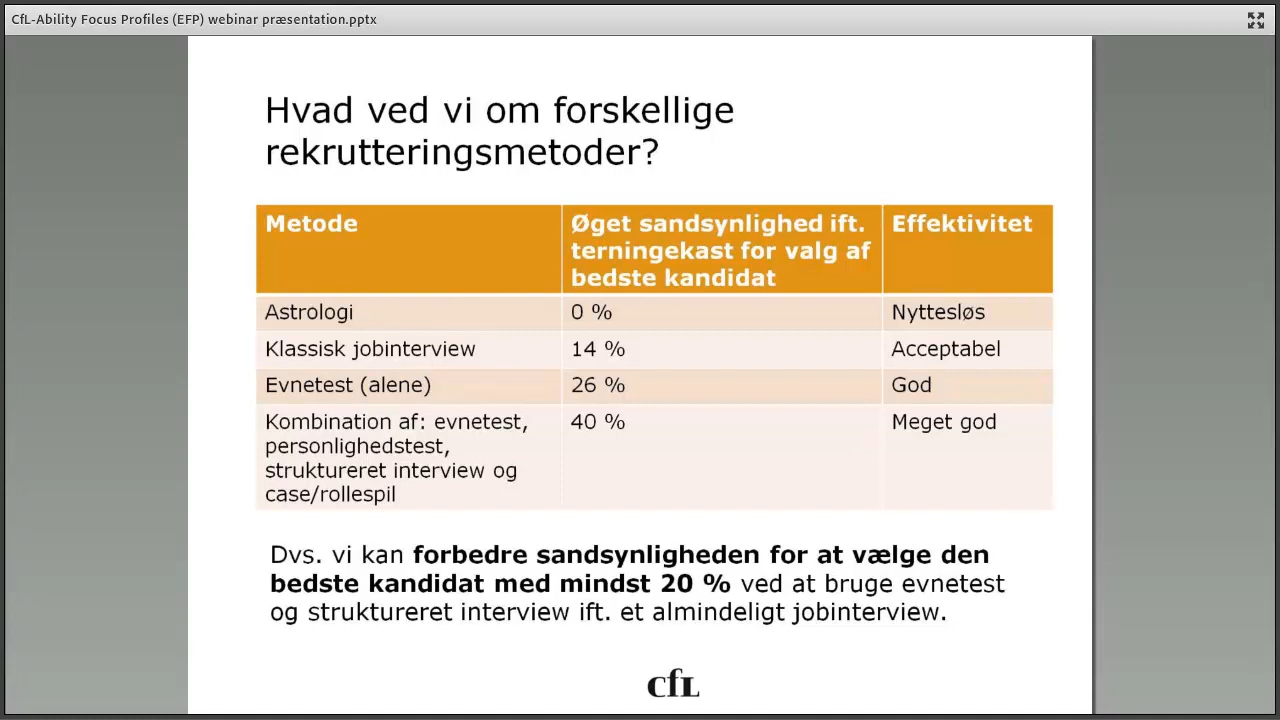 CfL-Ability Focus Profiles (EFP) webinar præsentation.pptx
Hvad ved vi om forskellige
rekrutteringsmetoder?
Metode
Øget sandsynlighed ift.
terningekast for valg af
bedste kandidat
Effektivitet
Astrologi
0 %
Nyttesløs
Klassisk jobinterview
14 %
Acceptabel
Evnetest (alene)
26 %
God
Kombination af: evnetest,
personlighedstest,
struktureret interview og
case/rollespil
40 %
Meget god
Dvs. vi kan forbedre sandsynligheden for at vælge den
bedste kandidat med mindst 20 % ved at bruge evnetest
og struktureret interview ift. et almindeligt jobinterview.
cfL